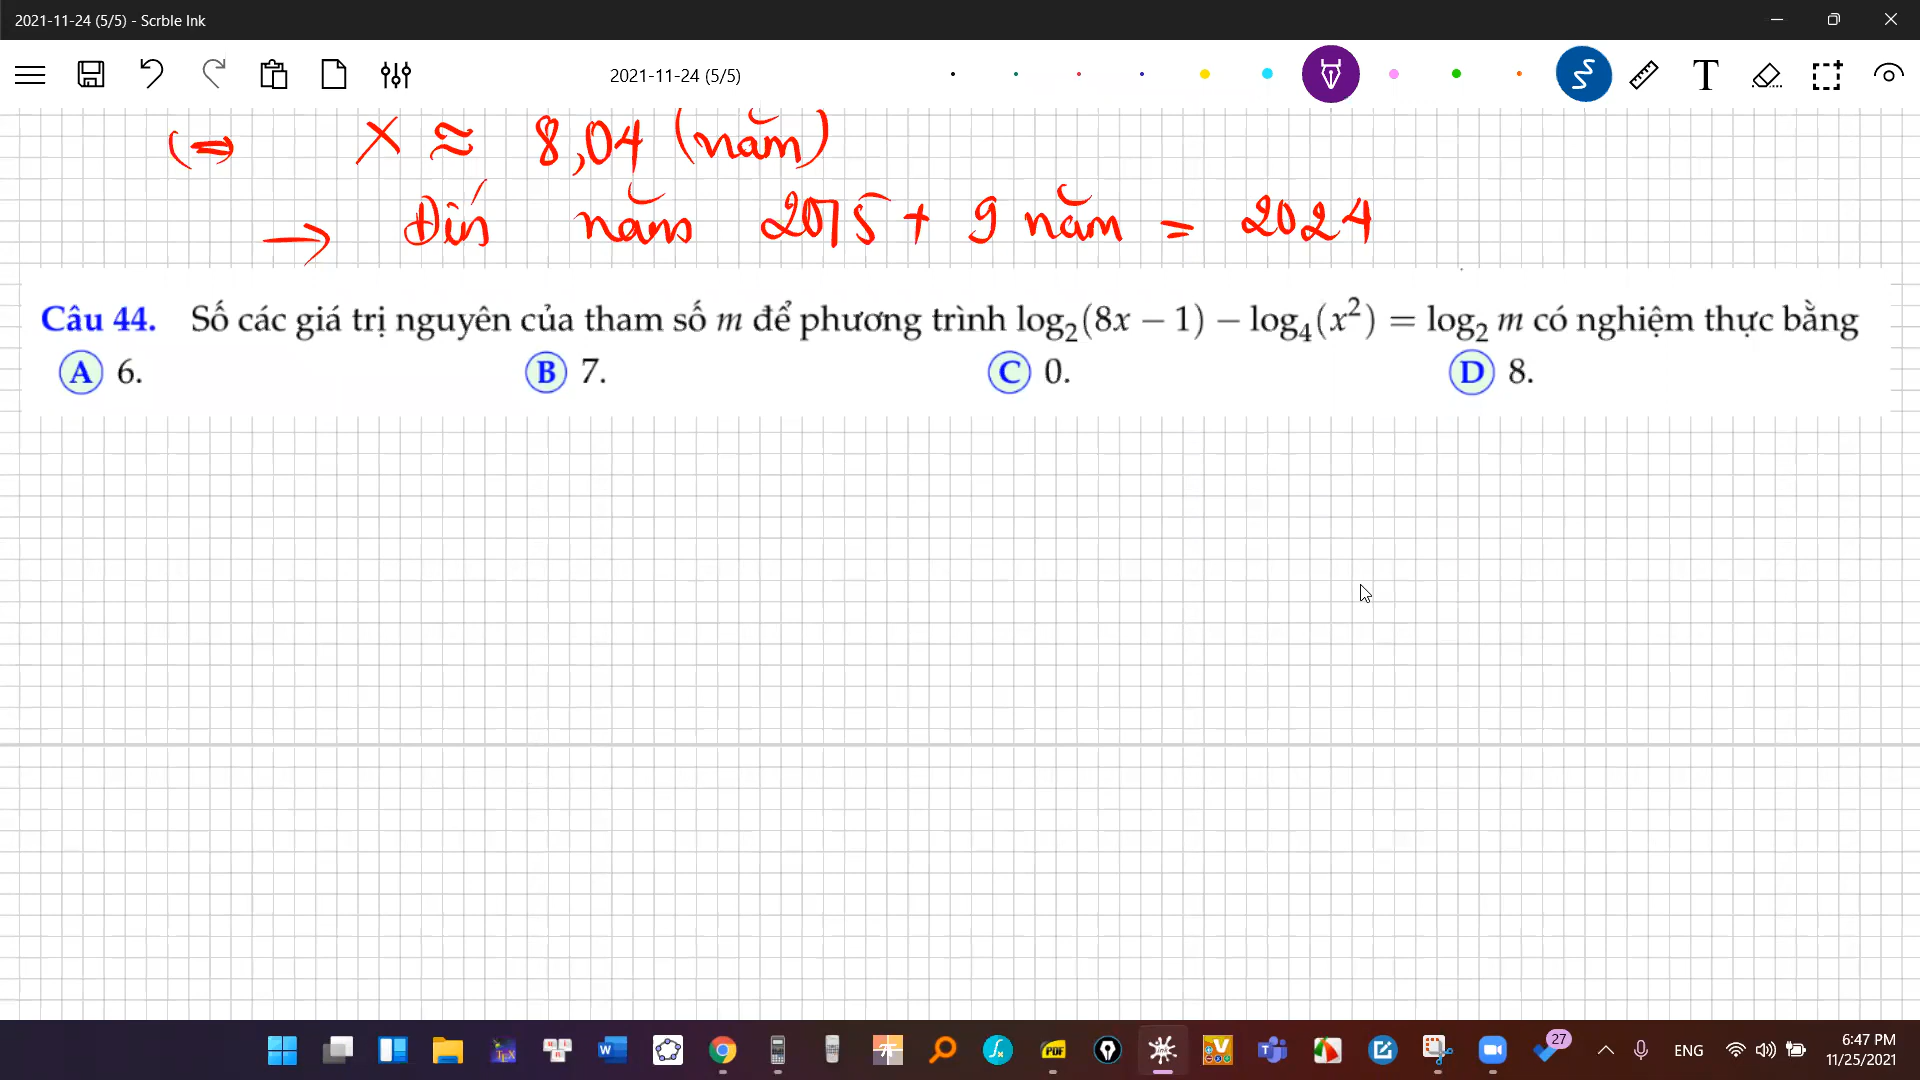 2021-11-24 (5/5) - Scrble Ink
2021-11-24 (5/5)
T
⇔ x ≈ 8,04 (năm)
→ Đến năm 2015 + 9 năm = 2024
Câu 44. Số các giá trị nguyên của tham số m để phương trình log₂(8x − 1) − log₄(x²) = log₂ m có nghiệm thực bằng
A 6. B 7. C 0. D 8.
27
PDF
ENG
6:47 PM
11/25/2021